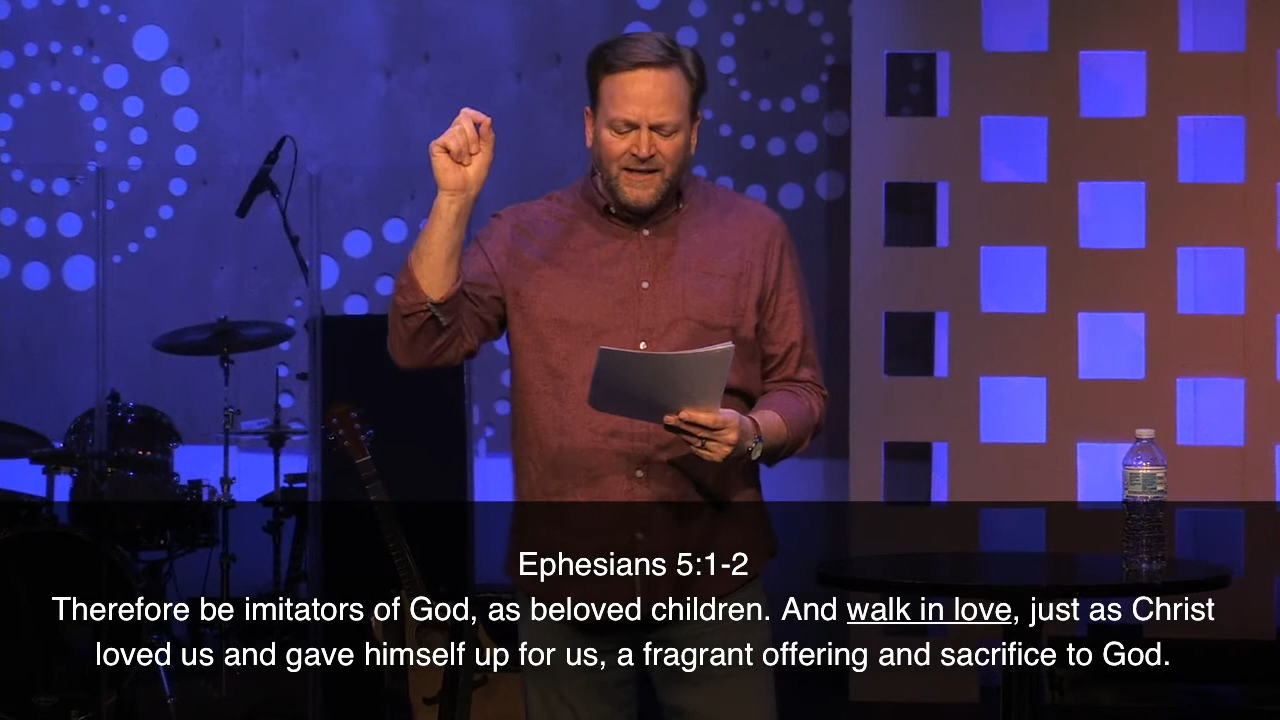 Ephesians 5:1-2
Therefore be imitators of God, as beloved children. And walk in love, just as Christ
loved us and gave himself up for us, a fragrant offering and sacrifice to God.